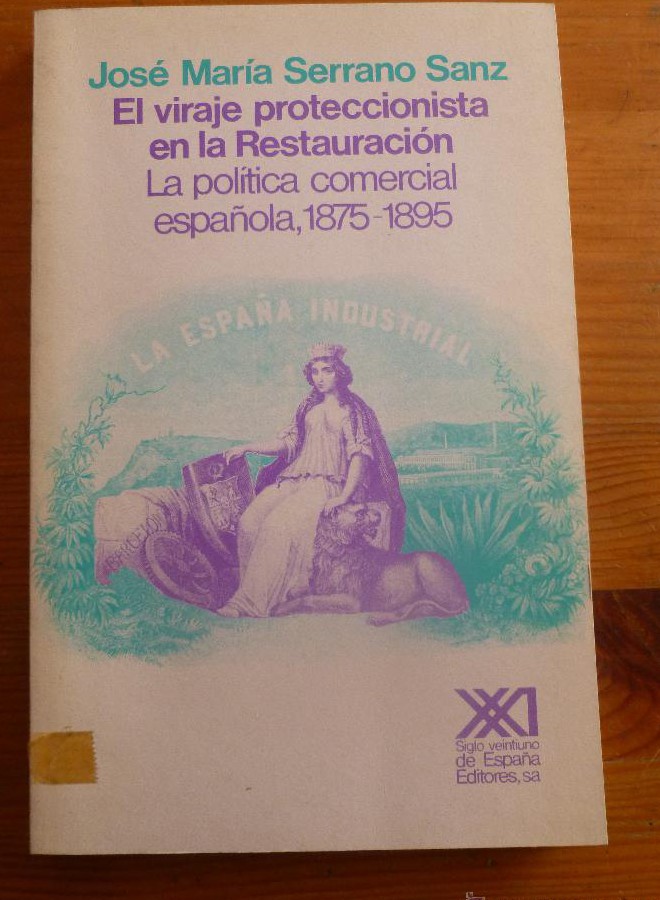 José María Serrano Sanz
El viraje proteccionista
en la Restauración
La política comercial
española, 1875-1895
LA ESPAÑA INDUSTRIAL
BARCELONA
XXI
Siglo veintiuno
de España
Editores, sa